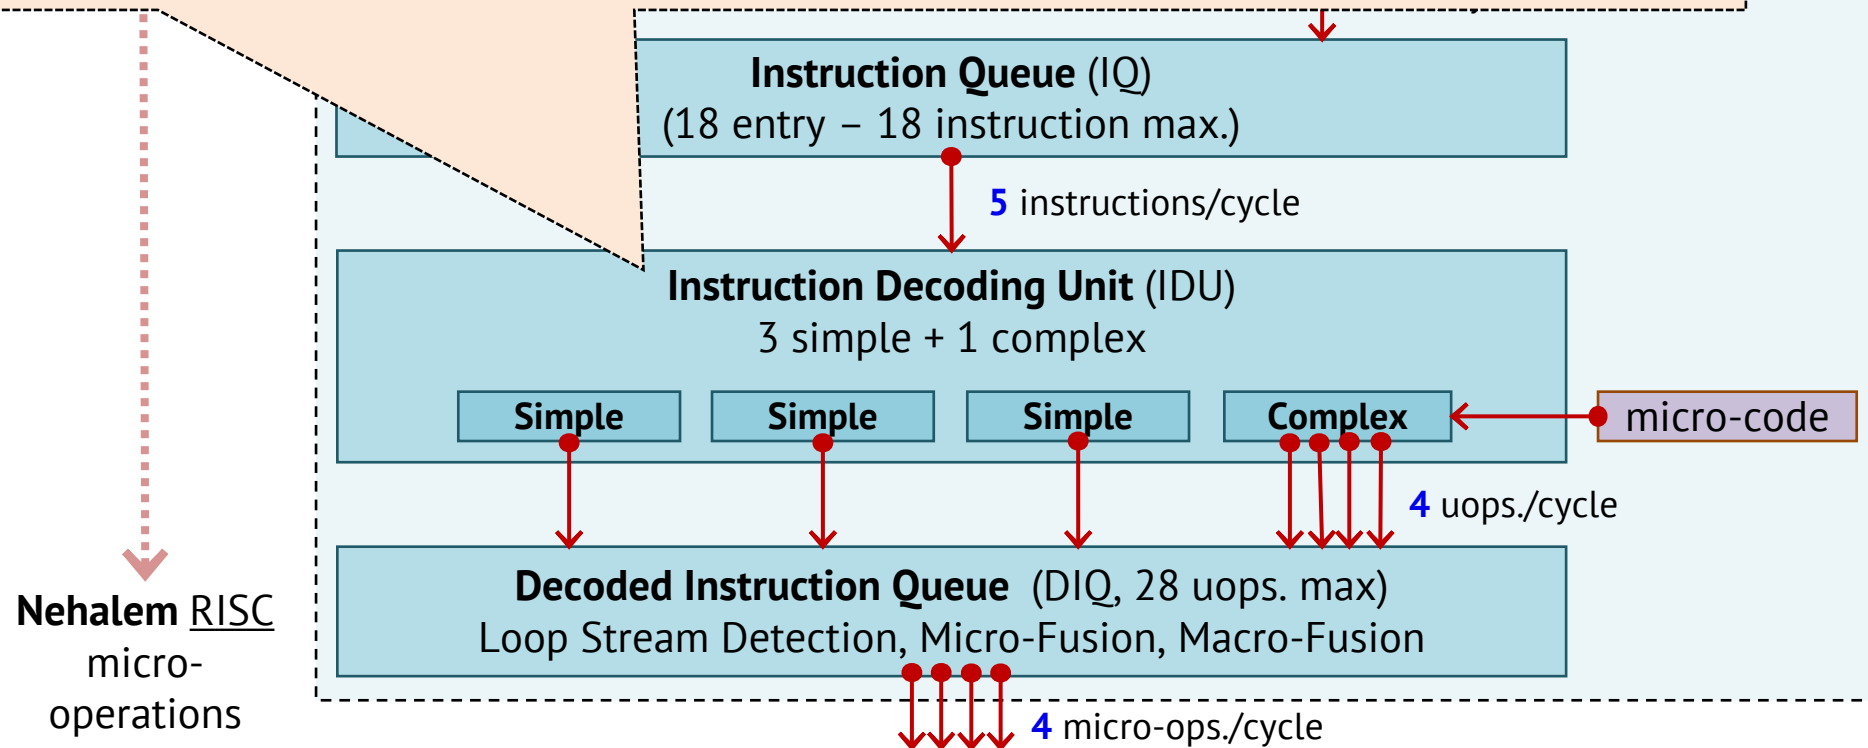 Instruction Queue (IQ)
(18 entry – 18 instruction max.)
5 instructions/cycle
Instruction Decoding Unit (IDU)
3 simple + 1 complex
Simple
Simple
Simple
Complex
micro-code
4 uops./cycle
Decoded Instruction Queue (DIQ, 28 uops. max)
Loop Stream Detection, Micro-Fusion, Macro-Fusion
4 micro-ops./cycle
Nehalem RISC
micro-
operations